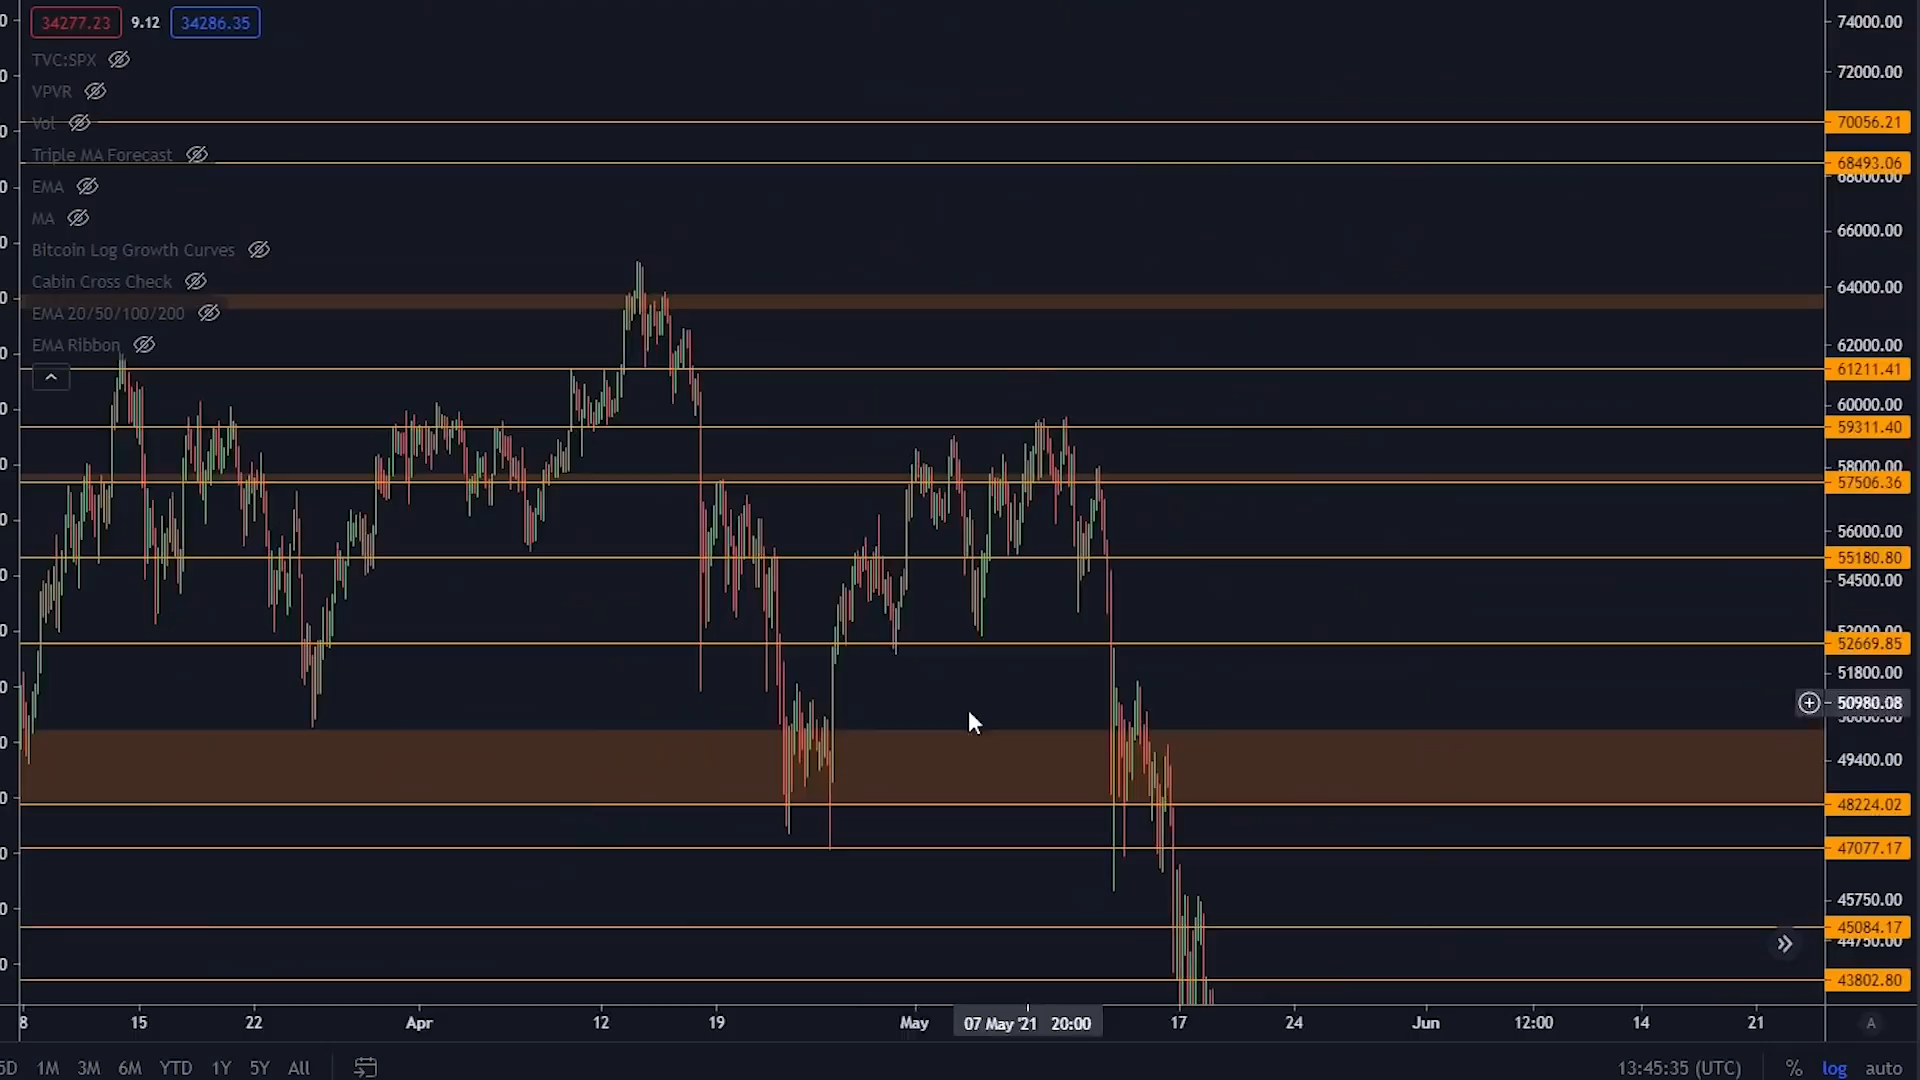 34277.23 9.12 34286.35
TVC:SPX
VPVR
Vol
Triple MA Forecast
EMA
MA
Bitcoin Log Growth Curves
Cabin Cross Check
EMA 20/50/100/200
EMA Ribbon
74000.00
72000.00
70056.21
68493.06
68000.00
66000.00
64000.00
62000.00
61211.41
60000.00
59311.40
58000.00
57506.36
56000.00
55180.80
54500.00
52000.00
52669.85
51800.00
50980.08
50000.00
49400.00
48224.02
47077.17
45750.00
45084.17
44750.00
43802.80
8 15 22 Apr 12 19 May 07 May '21 20:00 17 24 Jun 12:00 14 21 A
5D 1M 3M 6M YTD 1Y 5Y All 13:45:35 (UTC) % log auto